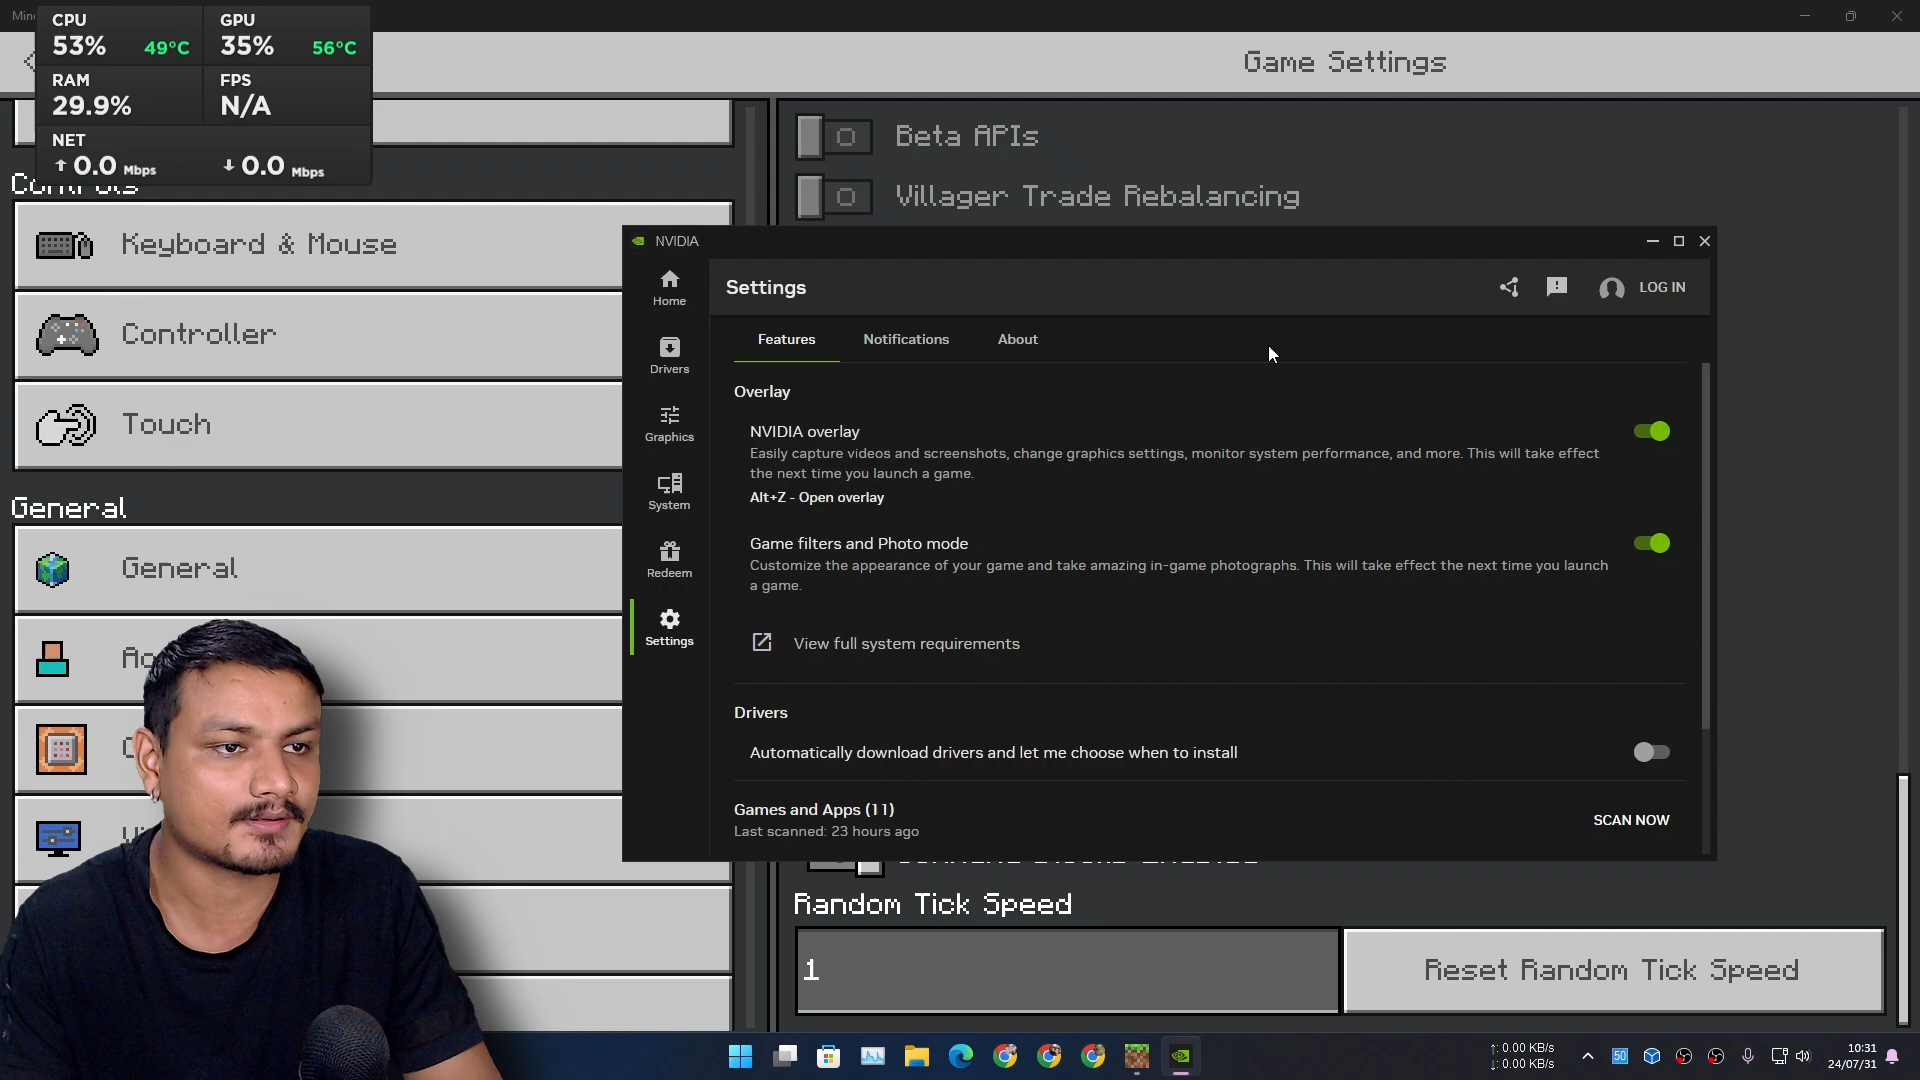 CPU
53% 49°C
GPU
35% 56°C
RAM
29.9%
FPS
N/A
NET
↑ 0.0 Mbps ↓ 0.0 Mbps
Game Settings
Controls
Keyboard & Mouse
Controller
Touch
General
General
Beta APIs
Villager Trade Rebalancing
NVIDIA
Home
Drivers
Graphics
System
Redeem
Settings
Settings
LOG IN
Features Notifications About
Overlay
NVIDIA overlay
Easily capture videos and screenshots, change graphics settings, monitor system performance, and more. This will take effect
the next time you launch a game.
Alt+Z - Open overlay
Game filters and Photo mode
Customize the appearance of your game and take amazing in-game photographs. This will take effect the next time you launch
a game.
View full system requirements
Drivers
Automatically download drivers and let me choose when to install
Games and Apps (11)
Last scanned: 23 hours ago
SCAN NOW
Random Tick Speed
1
Reset Random Tick Speed
↑: 0.00 KB/s
↓: 0.00 KB/s
50
10:31
24/07/31